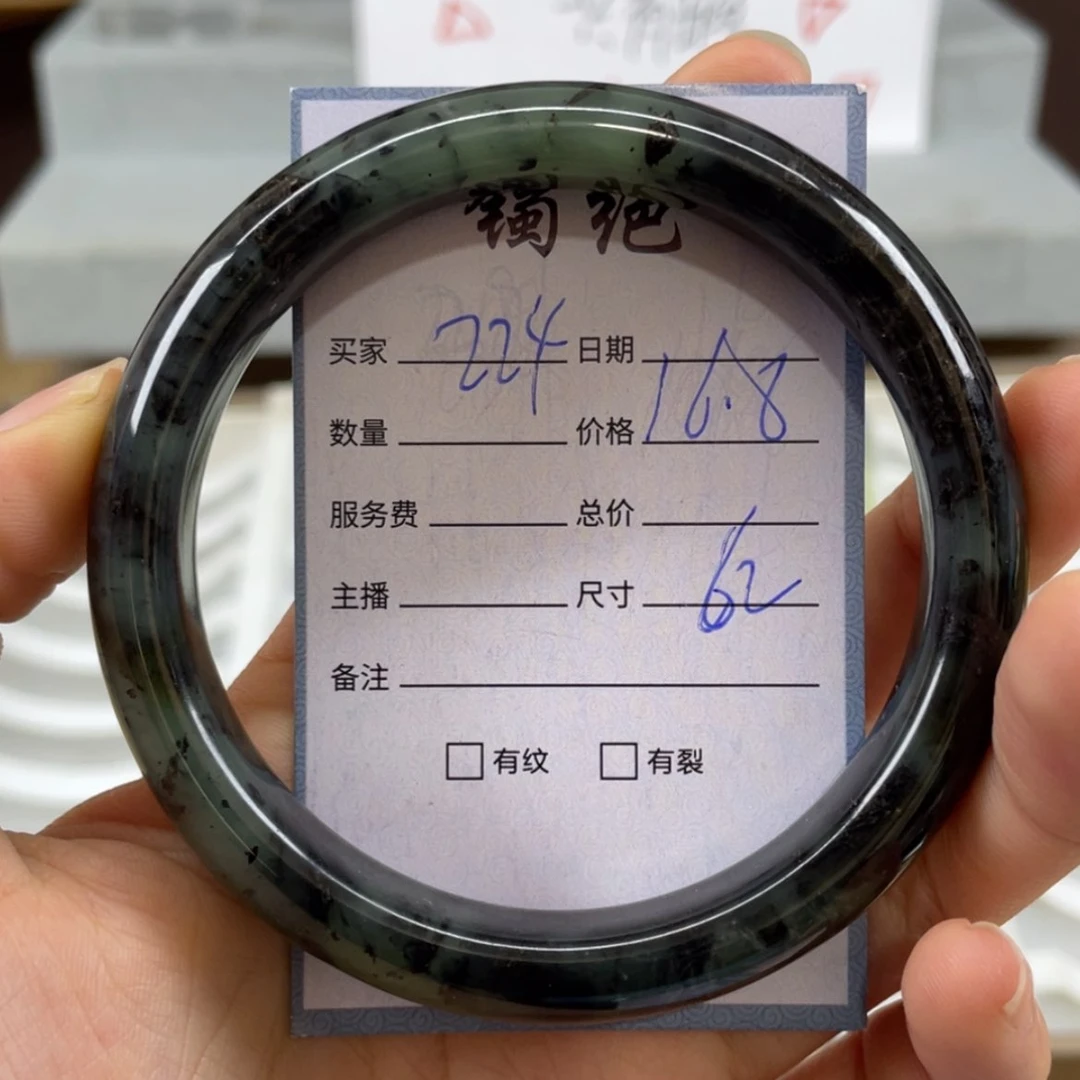 镯
买家 224 日期
数量 价格 16.8
服务费 总价
主播 尺寸 62
备注
□有纹 □有裂